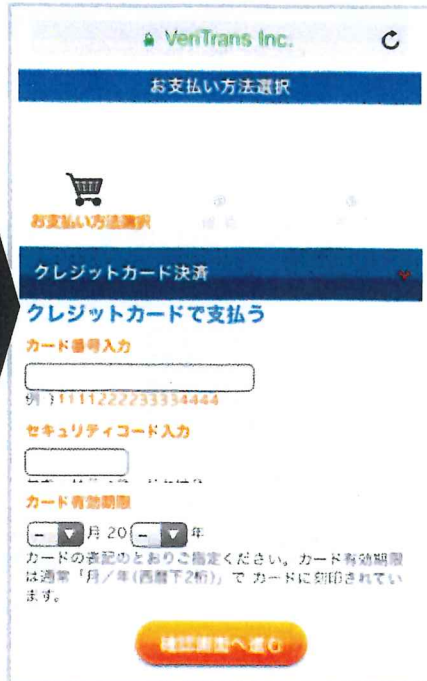 VeriTrans Inc.
お支払い方法選択
お支払い方法選択
クレジットカード決済
クレジットカードで支払う
カード番号入力
例)1111222233334444
セキュリティコード入力
カード有効期限
- 月 20 - 年
カードの表記のとおりご指定ください。カード有効期限
は通常「月/年(西暦下2桁)」で カードに刻印されてい
ます。
確認画面へ進む